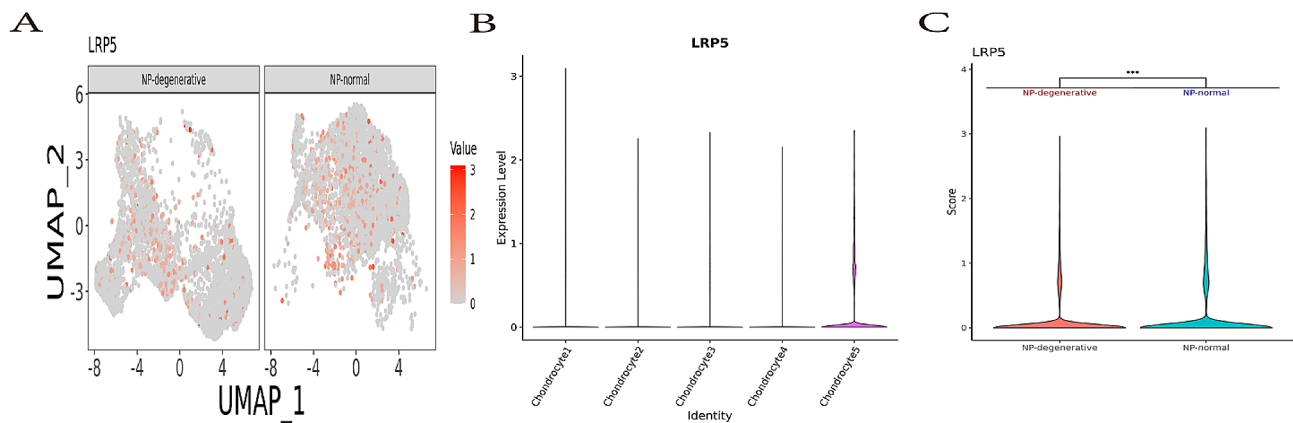 A
LRP5
NP-degenerative
NP-normal
6
3
0
-3
UMAP_2
-8
-4
0
4
-8
-4
0
4
UMAP_1
Value
3
2
1
0
B
LRP5
3
2
1
0
Expression Level
Chondrocyte1
Chondrocyte2
Chondrocyte3
Chondrocyte4
Chondrocyte5
Identity
C
LRP5
4
3
2
1
0
Score
***
NP-degenerative
NP-normal
NP-degenerative
NP-normal